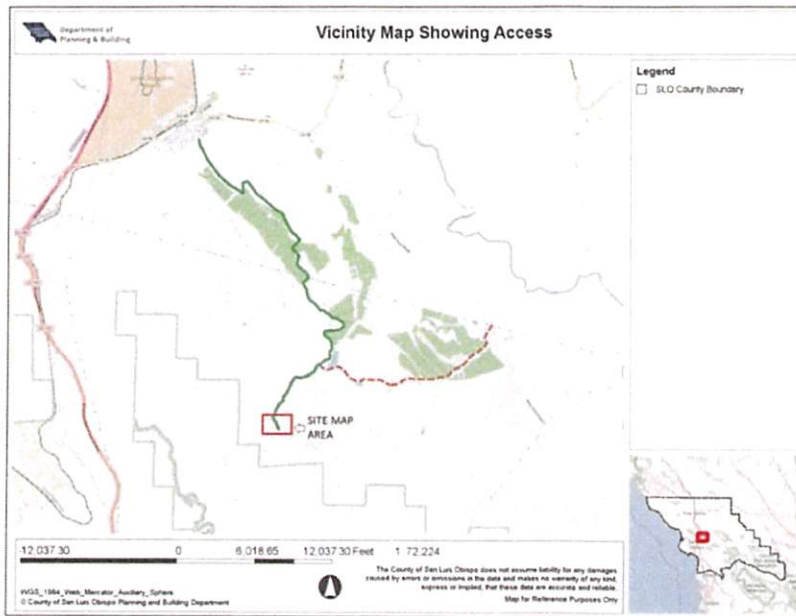 Department of
Planning & Building
Vicinity Map Showing Access
Legend
SLO County Boundary
SITE MAP
AREA
-12,037.30 0 6,018.65 12,037.30 Feet 1: 72,224
WGS_1984_Web_Mercator_Auxiliary_Sphere
© County of San Luis Obispo Planning and Building Department
The County of San Luis Obispo does not assume liability for any damages
caused by errors or omissions in the data and makes no warranty of any kind,
express or implied, that these data are accurate and reliable.
Map for Reference Purposes Only